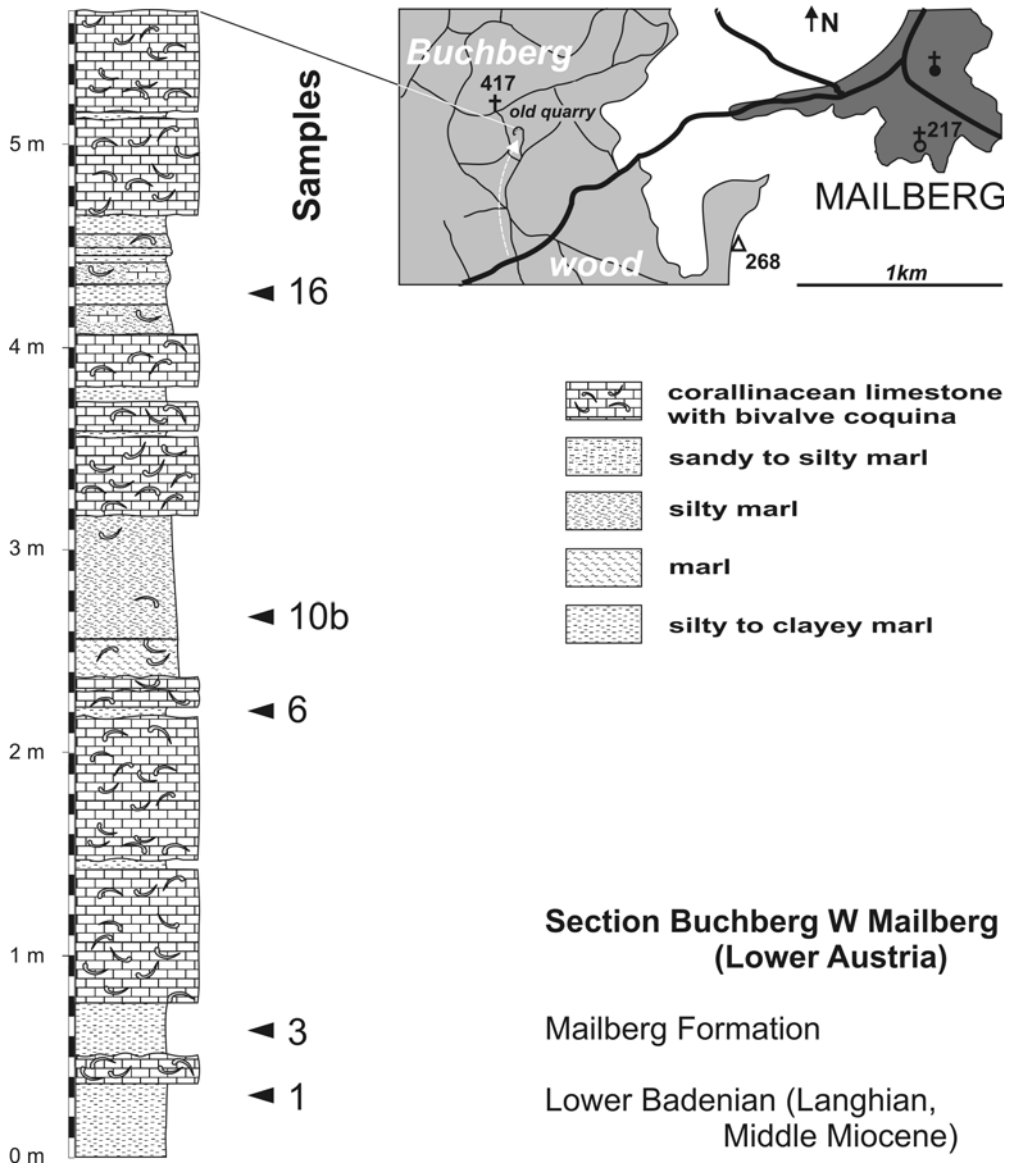 Samples
5 m
4 m
3 m
2 m
1 m
0 m
16
10b
6
3
1
Buchberg
417
old quarry
N
217
MAILBERG
wood
268
1km
corallinacean limestone
with bivalve coquina
sandy to silty marl
silty marl
marl
silty to clayey marl
Section Buchberg W Mailberg
(Lower Austria)
Mailberg Formation
Lower Badenian (Langhian,
Middle Miocene)